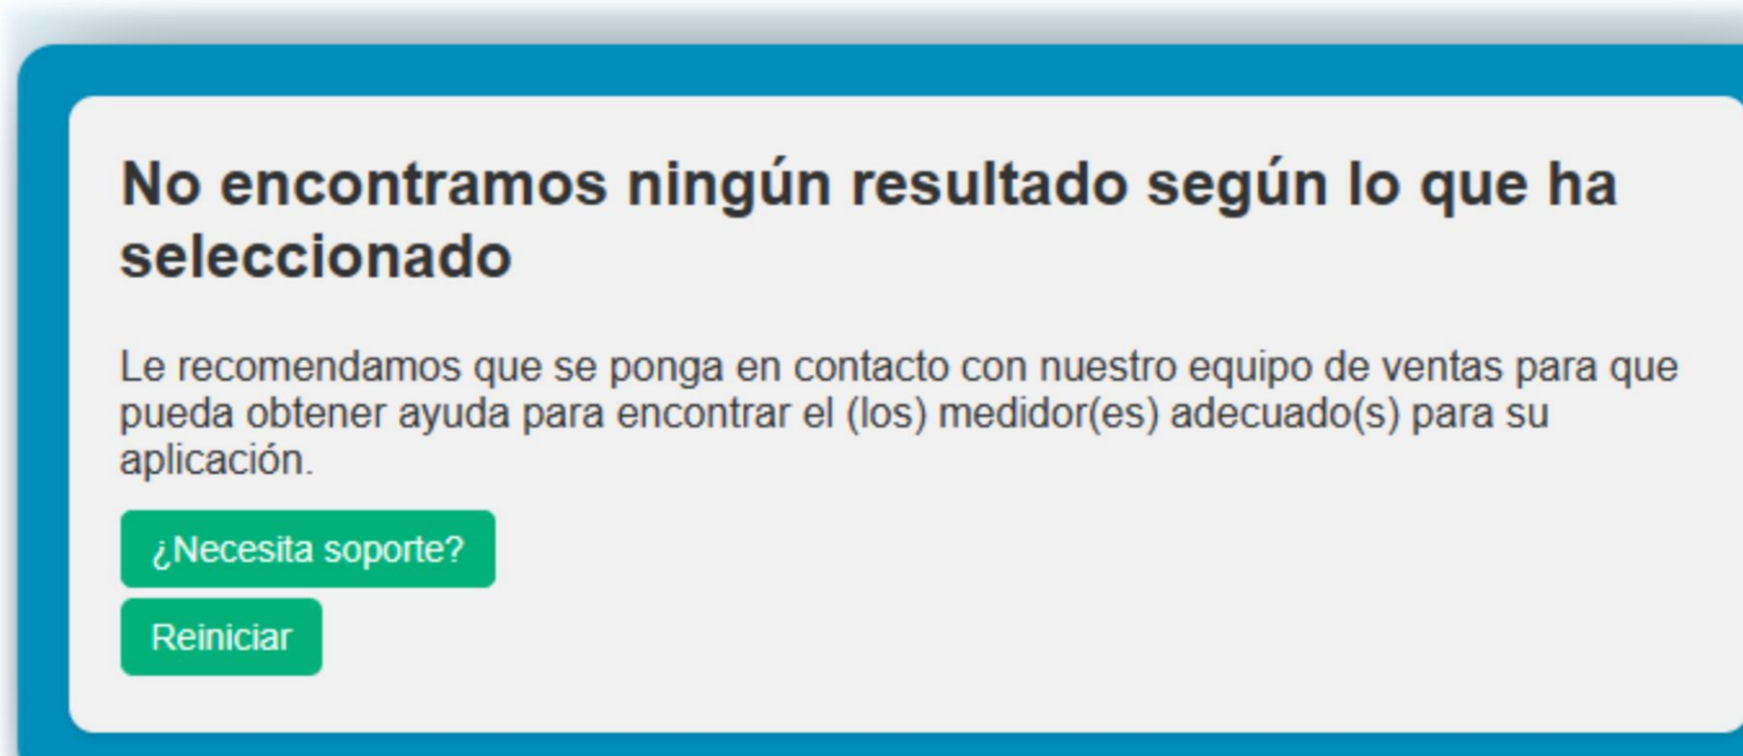 No encontramos ningún resultado según lo que ha
seleccionado
Le recomendamos que se ponga en contacto con nuestro equipo de ventas para que
pueda obtener ayuda para encontrar el (los) medidor(es) adecuado(s) para su
aplicación.
¿Necesita soporte?
Reiniciar